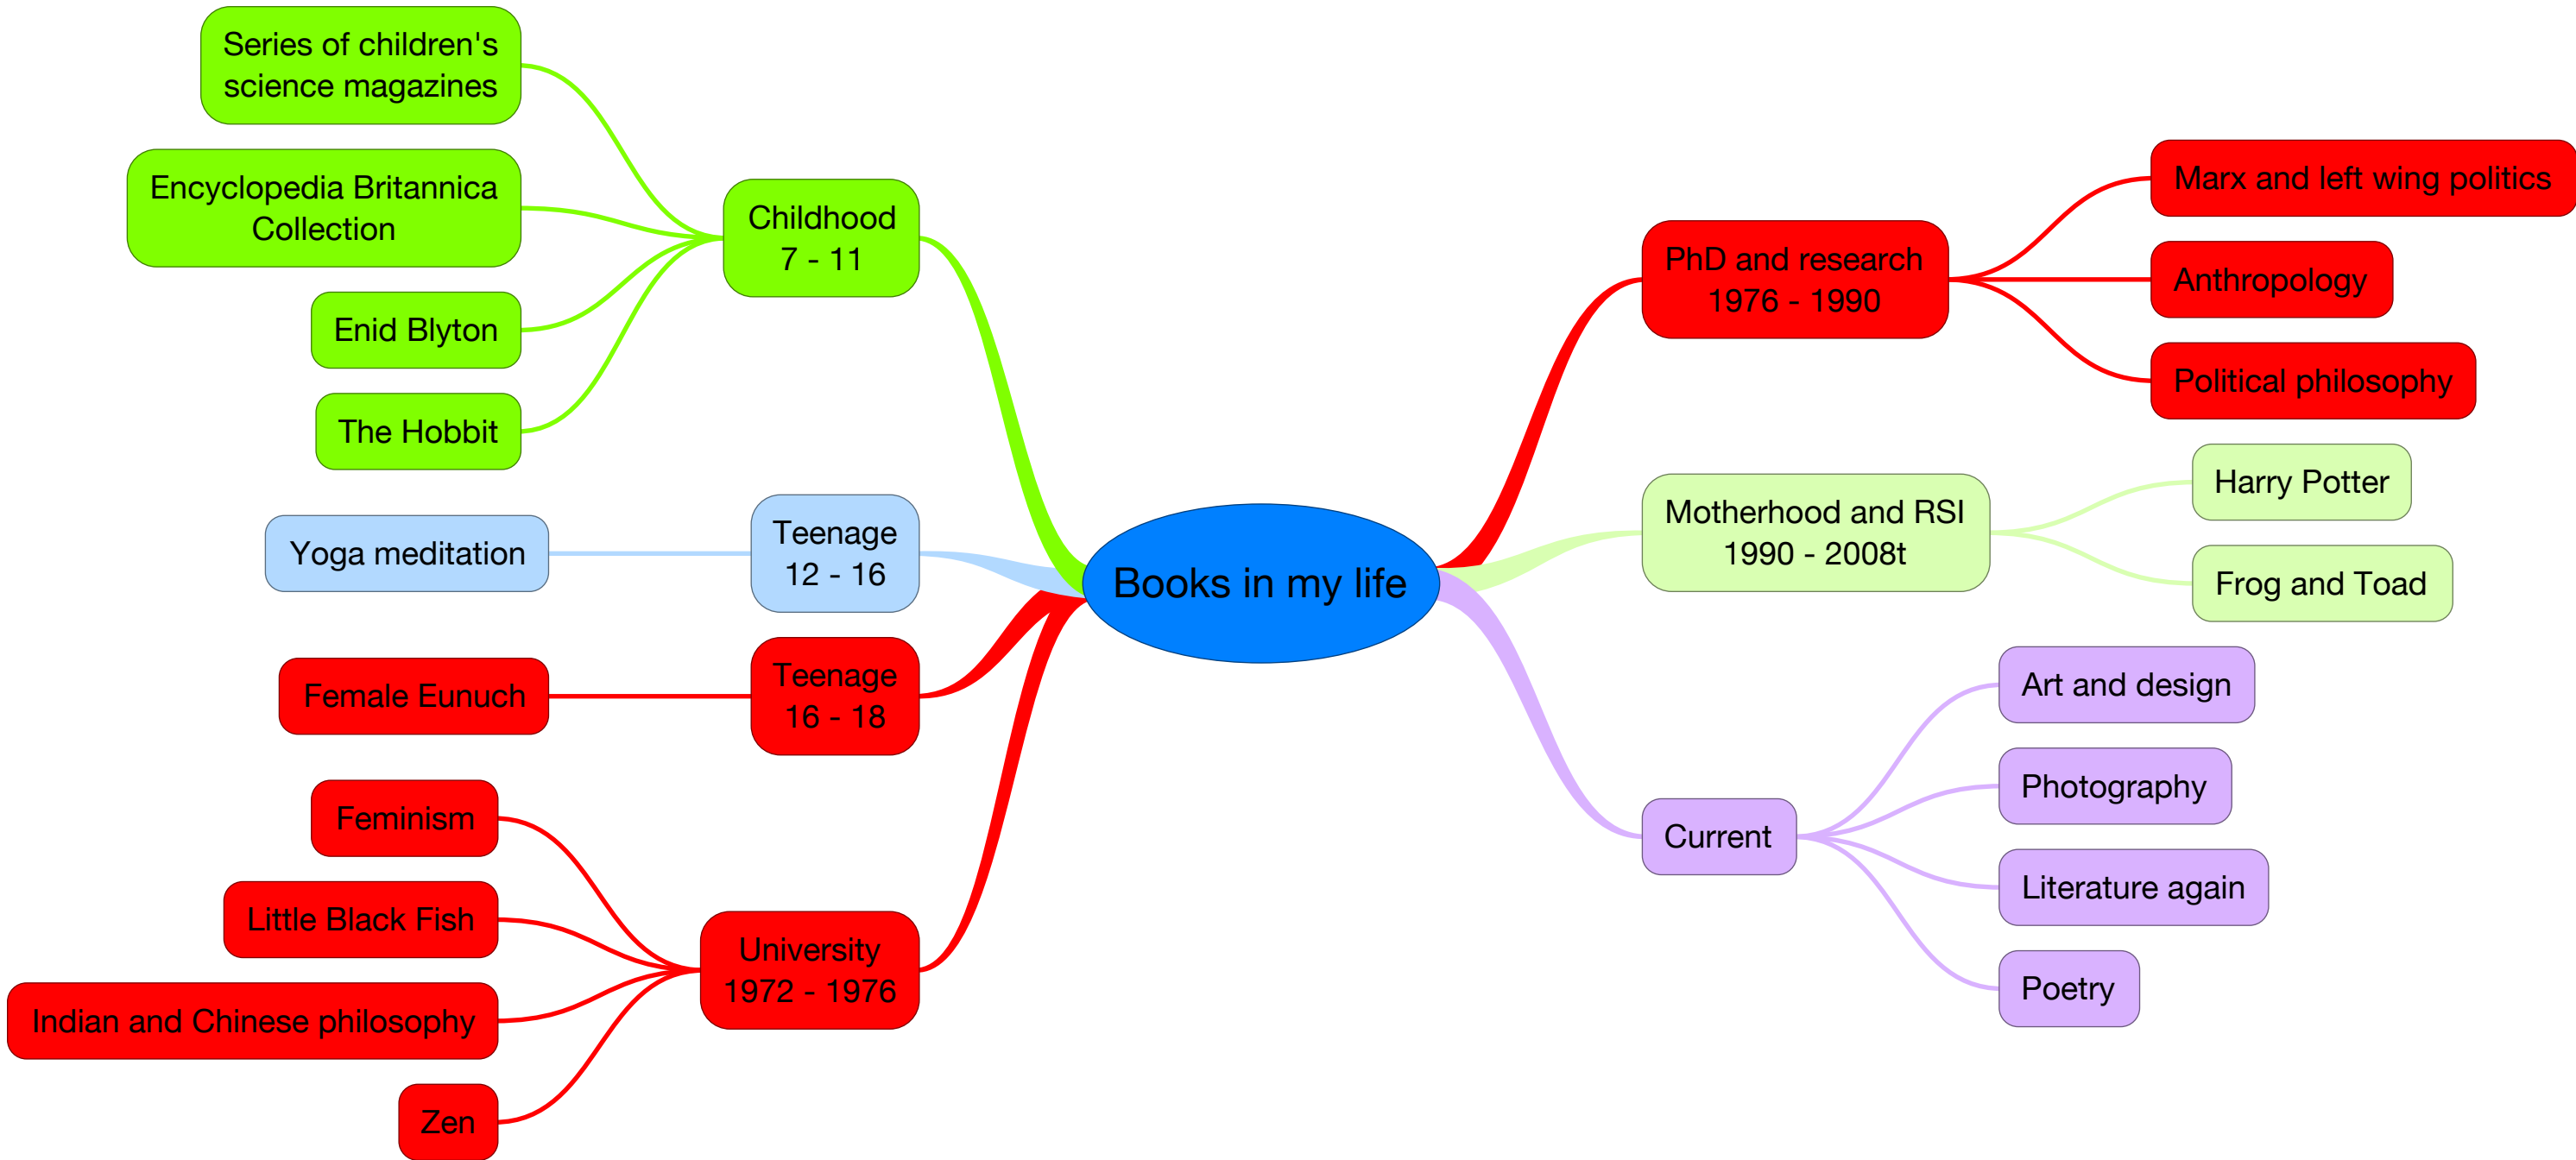 Books in my life
Childhood
7 - 11
Series of children's
science magazines
Encyclopedia Britannica
Collection
Enid Blyton
The Hobbit
Teenage
12 - 16
Yoga meditation
Teenage
16 - 18
Female Eunuch
University
1972 - 1976
Feminism
Little Black Fish
Indian and Chinese philosophy
Zen
PhD and research
1976 - 1990
Marx and left wing politics
Anthropology
Political philosophy
Motherhood and RSI
1990 - 2008t
Harry Potter
Frog and Toad
Current
Art and design
Photography
Literature again
Poetry